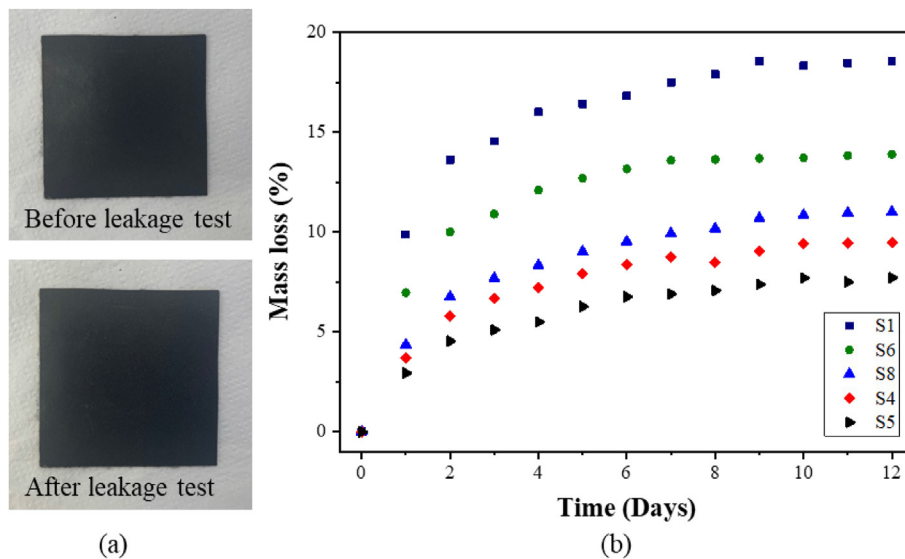 Before leakage test
After leakage test
(a)
Mass loss (%)
20
15
10
5
0
0
2
4
6
8
10
12
Time (Days)
S1
S6
S8
S4
S5
(b)